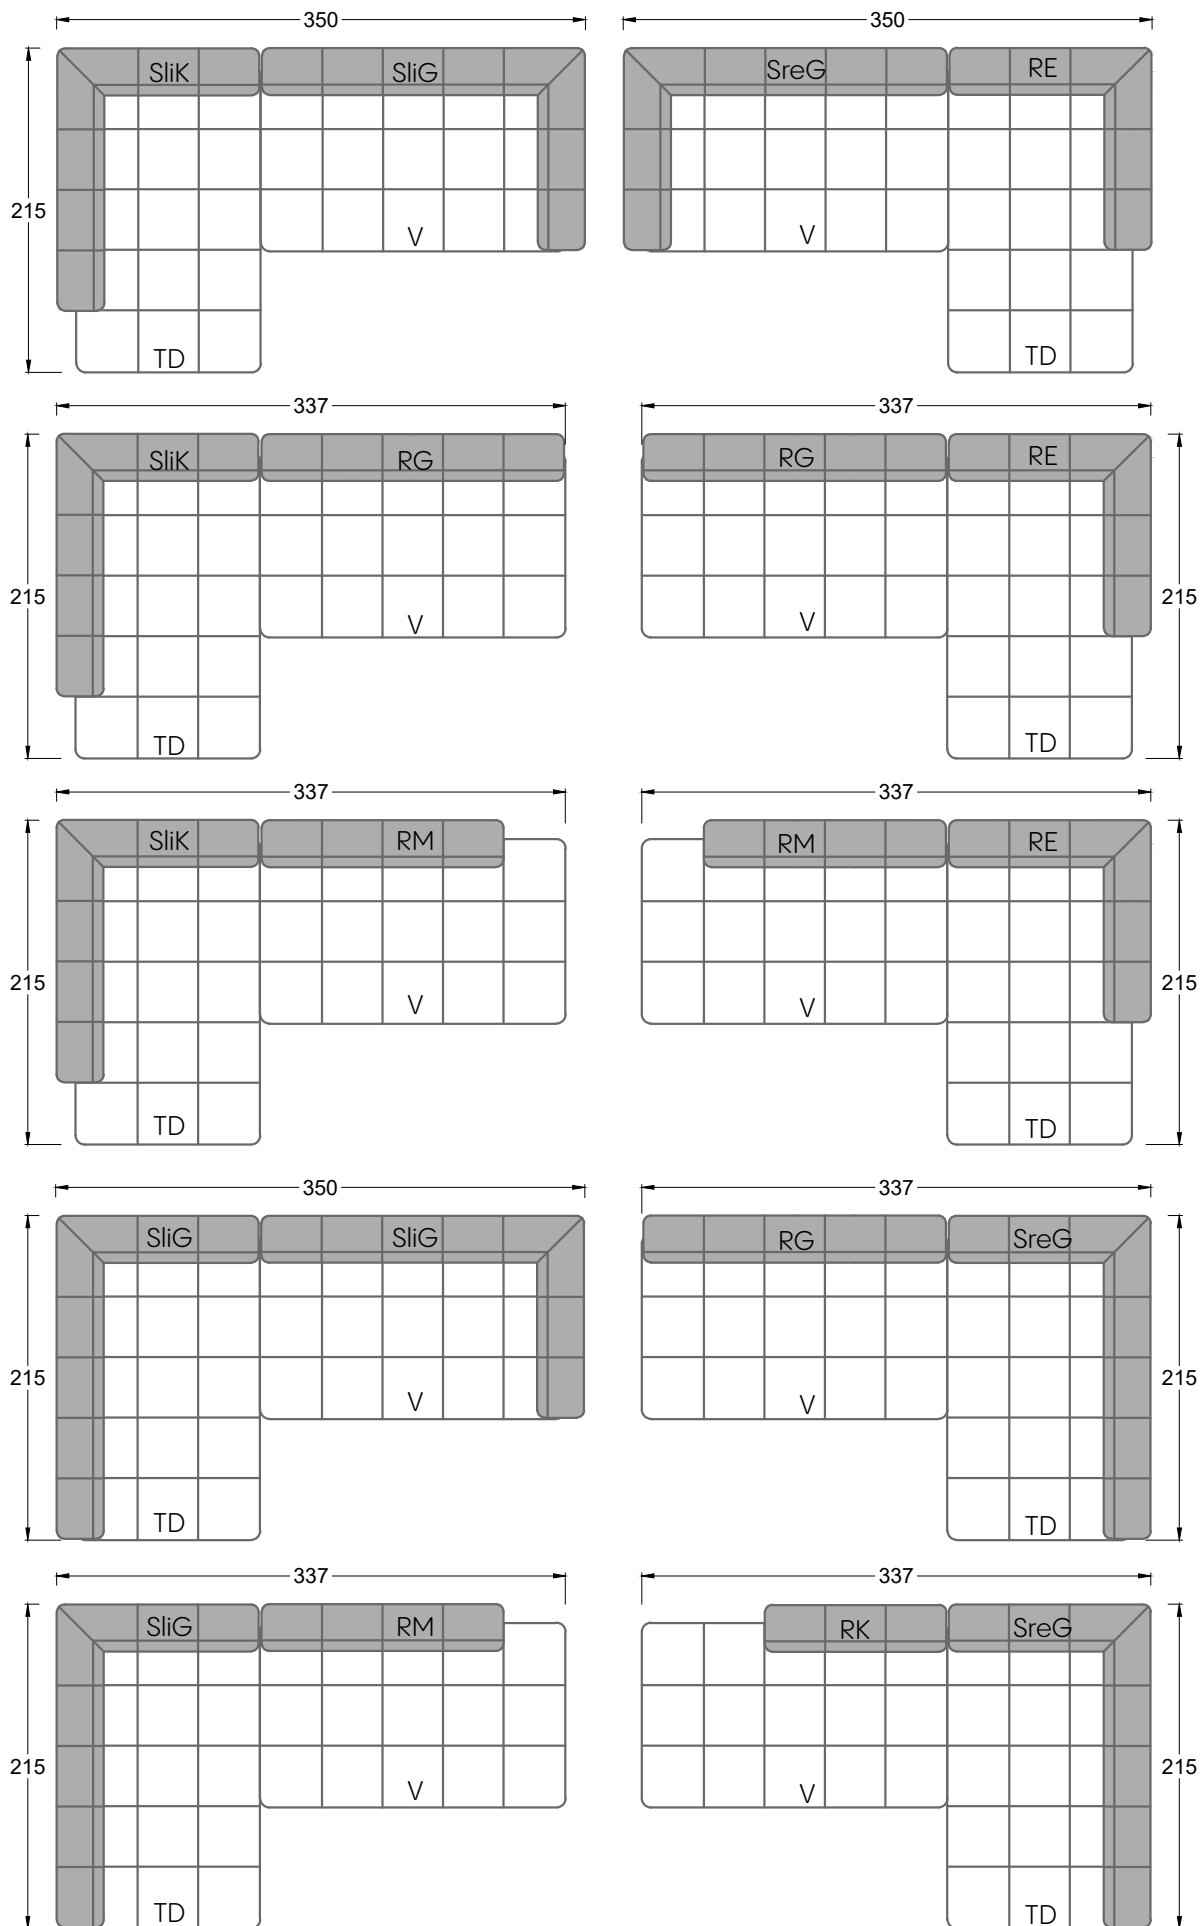 350 350
SliK SliG SreG RE
215
V V
TD TD
337 337
SliK RG RG RE
215 215
V V
TD TD
337 337
SliK RM RM RE
215 215
V V
TD TD
350 337
SliG SliG RG SreG
215 215
V V
TD TD
337 337
SliG RM RK SreG
215 215
V V
TD TD